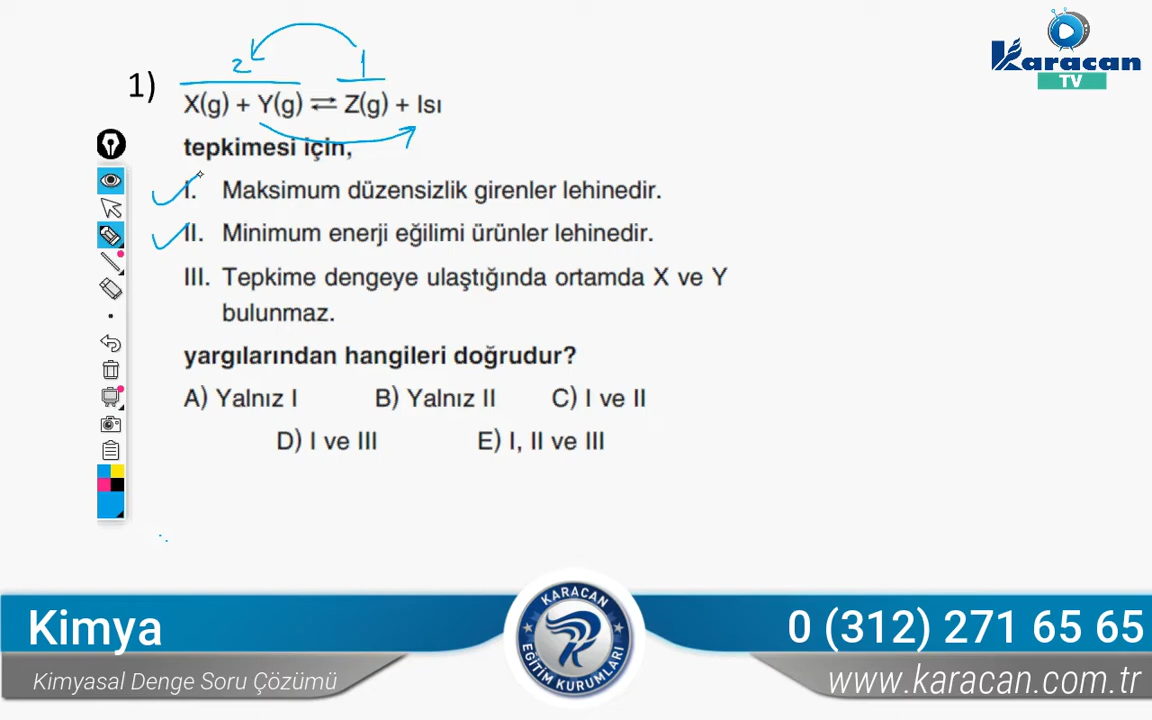 Karacan
TV
2 1
1)
X(g) + Y(g) ⇌ Z(g) + Isı
tepkimesi için,
I. Maksimum düzensizlik girenler lehinedir.
II. Minimum enerji eğilimi ürünler lehinedir.
III. Tepkime dengeye ulaştığında ortamda X ve Y
bulunmaz.
yargılarından hangileri doğrudur?
A) Yalnız I B) Yalnız II C) I ve II
D) I ve III E) I, II ve III
KARACAN
EĞİTİM KURUMLARI
Kimya
0 (312) 271 65 65
Kimyasal Denge Soru Çözümü
www.karacan.com.tr